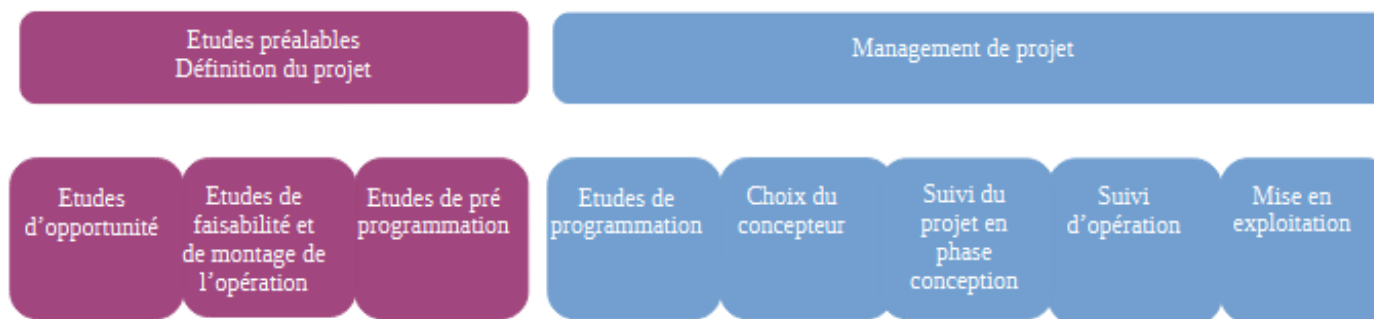 Etudes préalables
Définition du projet
Management de projet
Etudes
d’opportunité
Etudes de
faisabilité et
de montage de
l’opération
Etudes de pré
programmation
Etudes de
programmation
Choix du
concepteur
Suivi du
projet en
phase
conception
Suivi
d’opération
Mise en
exploitation